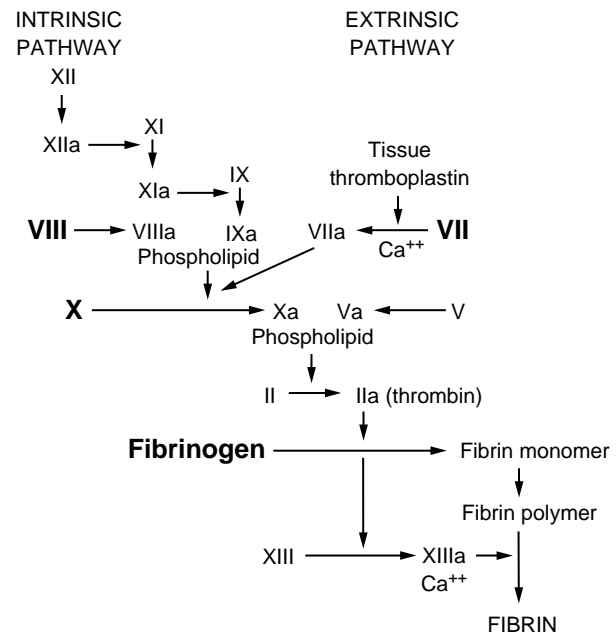 INTRINSIC
PATHWAY
EXTRINSIC
PATHWAY
XII
XIIa
XI
Tissue
thromboplastin
XIa
IX
VIII
VIIIa
IXa
VIIa
VII
Phospholipid
Ca++
X
Xa
Va
V
Phospholipid
II
IIa (thrombin)
Fibrinogen
Fibrin monomer
Fibrin polymer
XIII
XIIIa
Ca++
FIBRIN